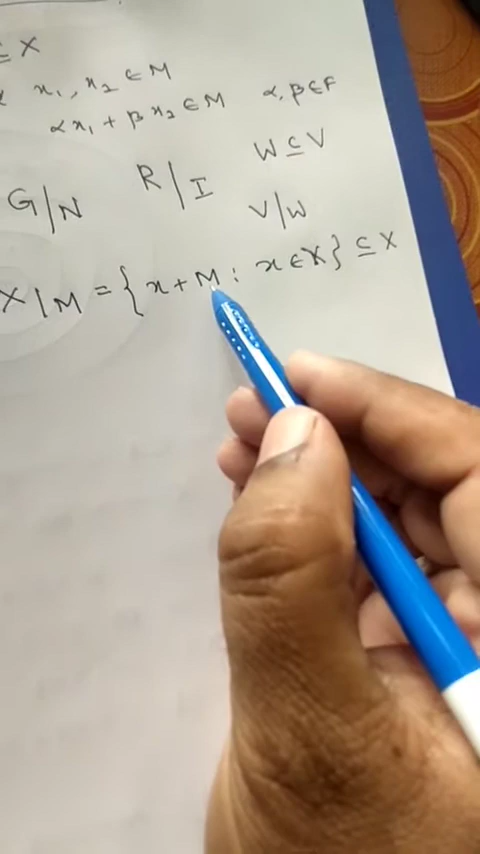 ⊆ X
x₁, x₂ ∈ M
αx₁ + βx₂ ∈ M α, β ∈ F
G/N R/I W ⊆ V
V/W
X/M = { x + M : x ∈ X } ⊆ X